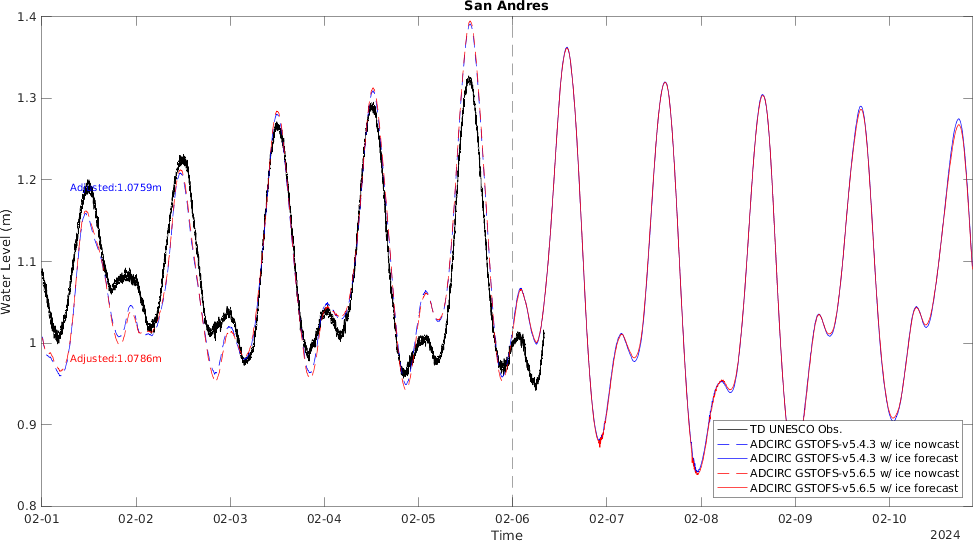 San Andres
1.4
1.3
1.2
1.1
1
0.9
0.8
Water Level (m)
Adjusted:1.0759m
Adjusted:1.0786m
TD UNESCO Obs.
ADCIRC GSTOFS-v5.4.3 w/ ice nowcast
ADCIRC GSTOFS-v5.4.3 w/ ice forecast
ADCIRC GSTOFS-v5.6.5 w/ ice nowcast
ADCIRC GSTOFS-v5.6.5 w/ ice forecast
02-01 02-02 02-03 02-04 02-05 02-06 02-07 02-08 02-09 02-10
Time
2024